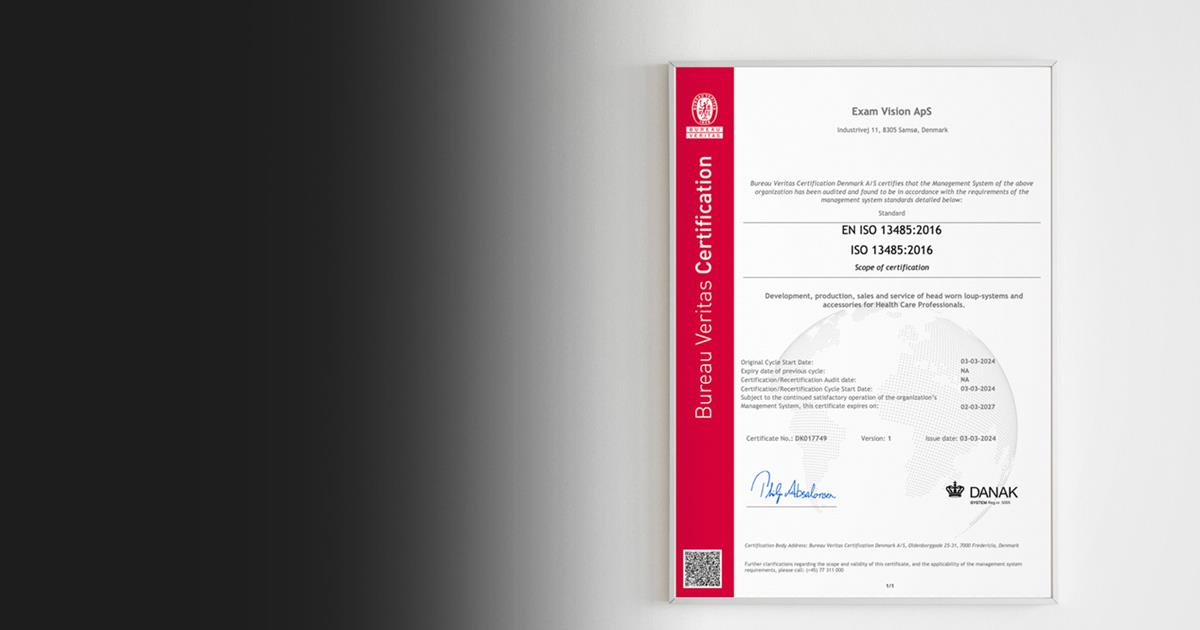 BUREAU
VERITAS
Bureau Veritas Certification
Exam Vision ApS
Industrivej 11, 8305 Samsø, Denmark
Bureau Veritas Certification Denmark A/S certifies that the Management System of the above
organization has been audited and found to be in accordance with the requirements of the
management system standards detailed below:
Standard
EN ISO 13485:2016
ISO 13485:2016
Scope of certification
Development, production, sales and service of head worn loup-systems and
accessories for Health Care Professionals.
Original Cycle Start Date: 03-03-2024
Expiry date of previous cycle: NA
Certification/Recertification Audit date: NA
Certification/Recertification Cycle Start Date: 03-03-2024
Subject to the continued satisfactory operation of the organization's
Management System, this certificate expires on: 02-03-2027
Certificate No.: DK017749 Version: 1 Issue date: 03-03-2024
Philip Absalonsen
DANAK
SYSTEM Reg.nr. 5005
Certification Body Address: Bureau Veritas Certification Denmark A/S, Oldenborggade 25-31, 7000 Fredericia, Denmark
Further clarifications regarding the scope and validity of this certificate, and the applicability of the management system
requirements, please call: (+45) 77 311 000
1/1